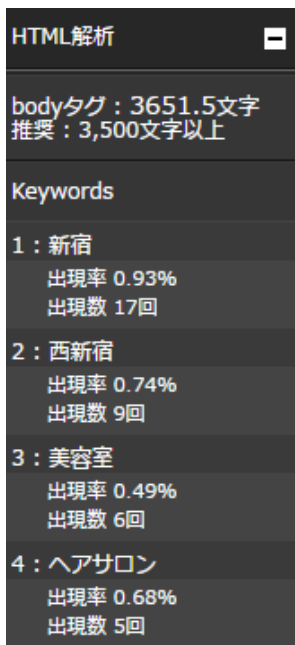 HTML解析
bodyタグ：3651.5文字
推奨：3,500文字以上
Keywords
1：新宿
出現率 0.93%
出現数 17回
2：西新宿
出現率 0.74%
出現数 9回
3：美容室
出現率 0.49%
出現数 6回
4：ヘアサロン
出現率 0.68%
出現数 5回